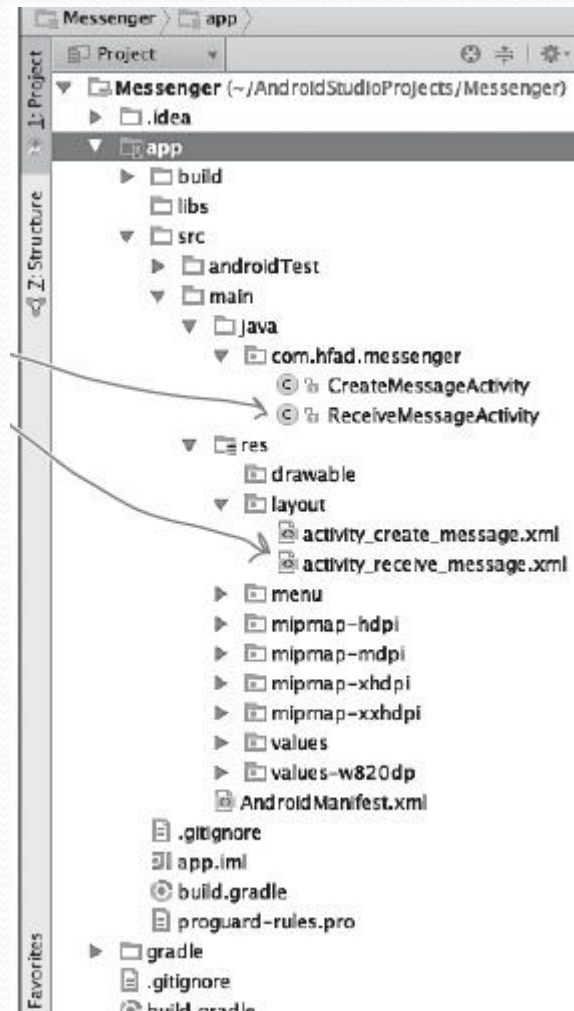 Messenger app
1: Project
Project
Messenger (~/AndroidStudioProjects/Messenger)
.idea
app
build
libs
Z: Structure
src
androidTest
main
java
com.hfad.messenger
CreateMessageActivity
ReceiveMessageActivity
res
drawable
layout
activity_create_message.xml
activity_receive_message.xml
menu
mipmap-hdpi
mipmap-mdpi
mipmap-xhdpi
mipmap-xxhdpi
values
values-w820dp
AndroidManifest.xml
.gitignore
app.iml
build.gradle
proguard-rules.pro
Favorites
gradle
.gitignore
build.gradle